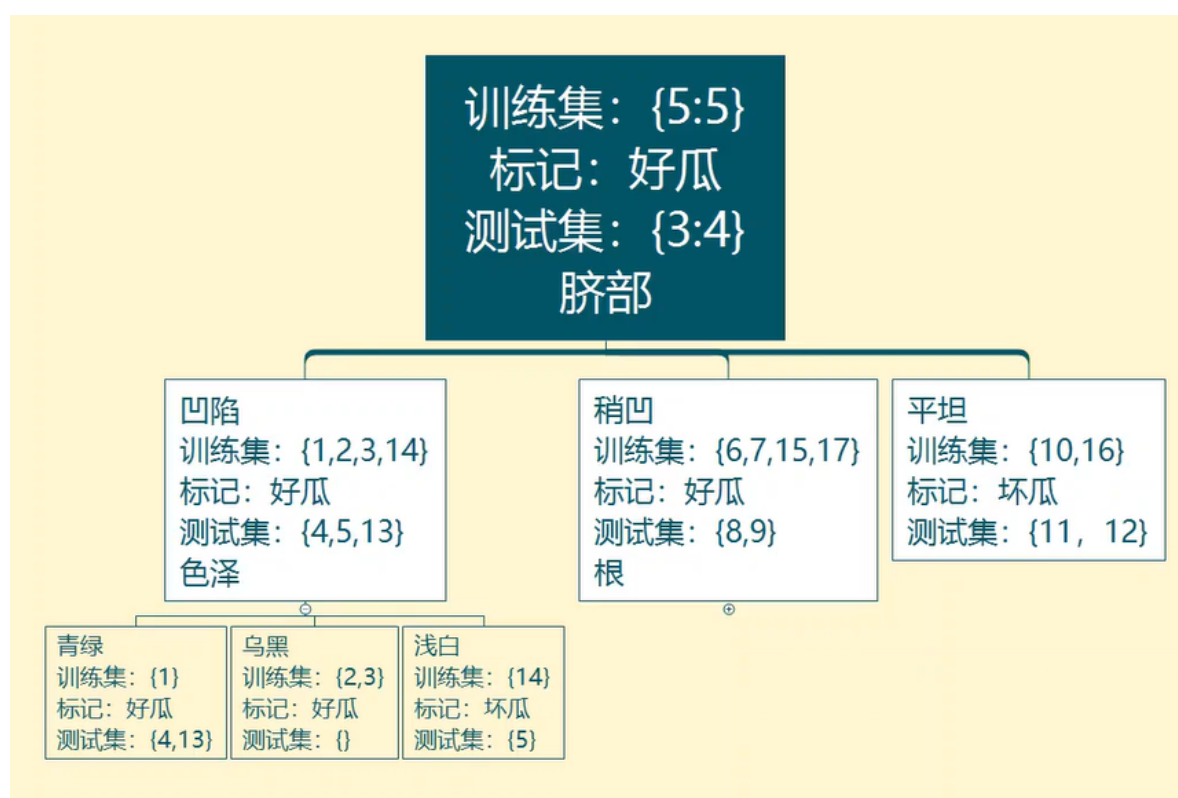 训练集：{5:5}
标记：好瓜
测试集：{3:4}
脐部
凹陷
训练集：{1,2,3,14}
标记：好瓜
测试集：{4,5,13}
色泽
稍凹
训练集：{6,7,15,17}
标记：好瓜
测试集：{8,9}
根
平坦
训练集：{10,16}
标记：坏瓜
测试集：{11，12}
青绿
训练集：{1}
标记：好瓜
测试集：{4,13}
乌黑
训练集：{2,3}
标记：好瓜
测试集：{}
浅白
训练集：{14}
标记：坏瓜
测试集：{5}